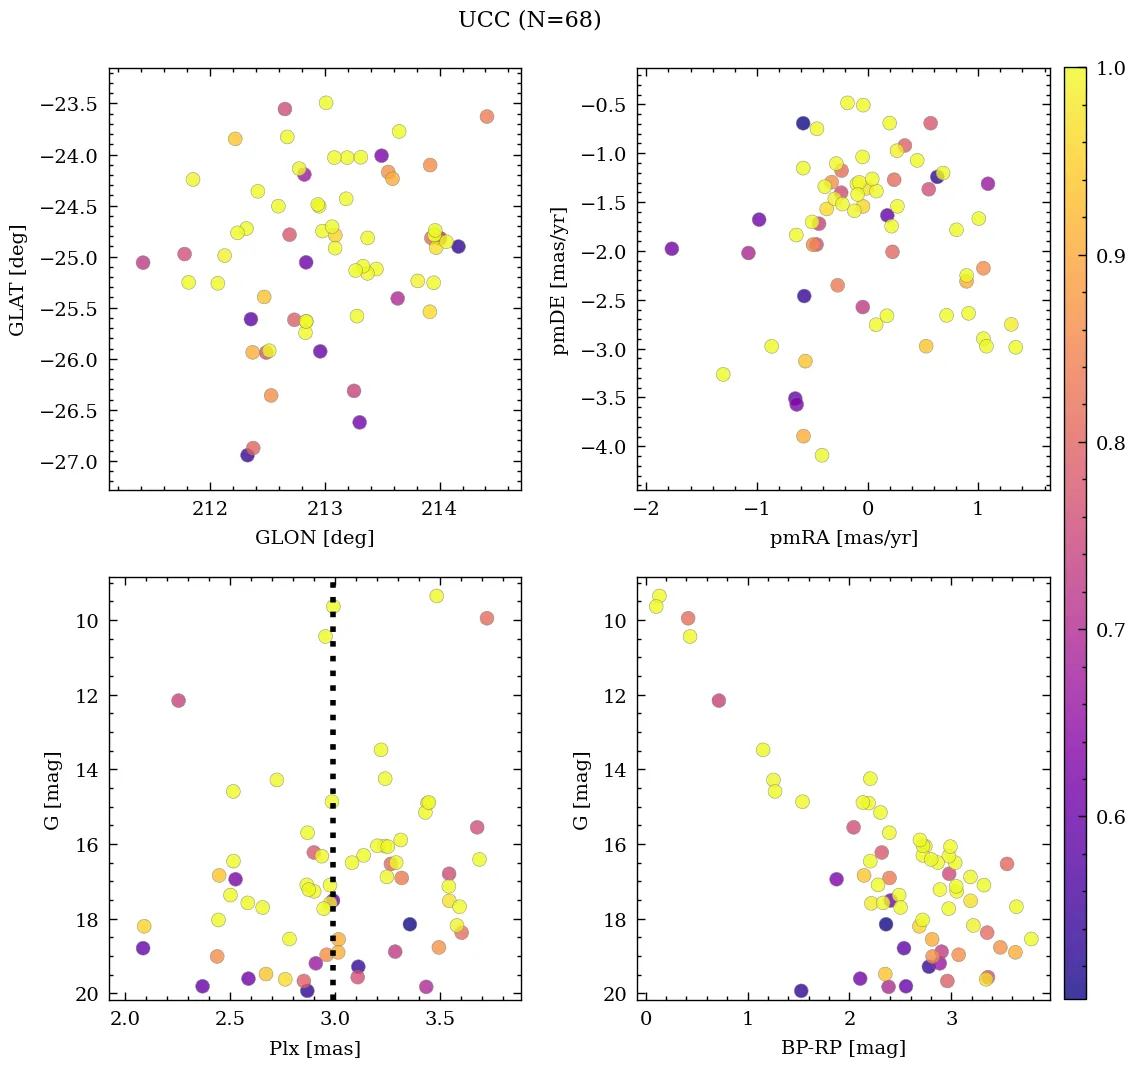 UCC (N=68)
−23.5
−24.0
−24.5
−25.0
−25.5
−26.0
−26.5
−27.0
GLAT [deg]
212 213 214
GLON [deg]
−0.5
−1.0
−1.5
−2.0
−2.5
−3.0
−3.5
−4.0
pmDE [mas/yr]
−2 −1 0 1
pmRA [mas/yr]
10
12
14
16
18
20
G [mag]
2.0 2.5 3.0 3.5
Plx [mas]
10
12
14
16
18
20
G [mag]
0 1 2 3
BP-RP [mag]
1.0
0.9
0.8
0.7
0.6